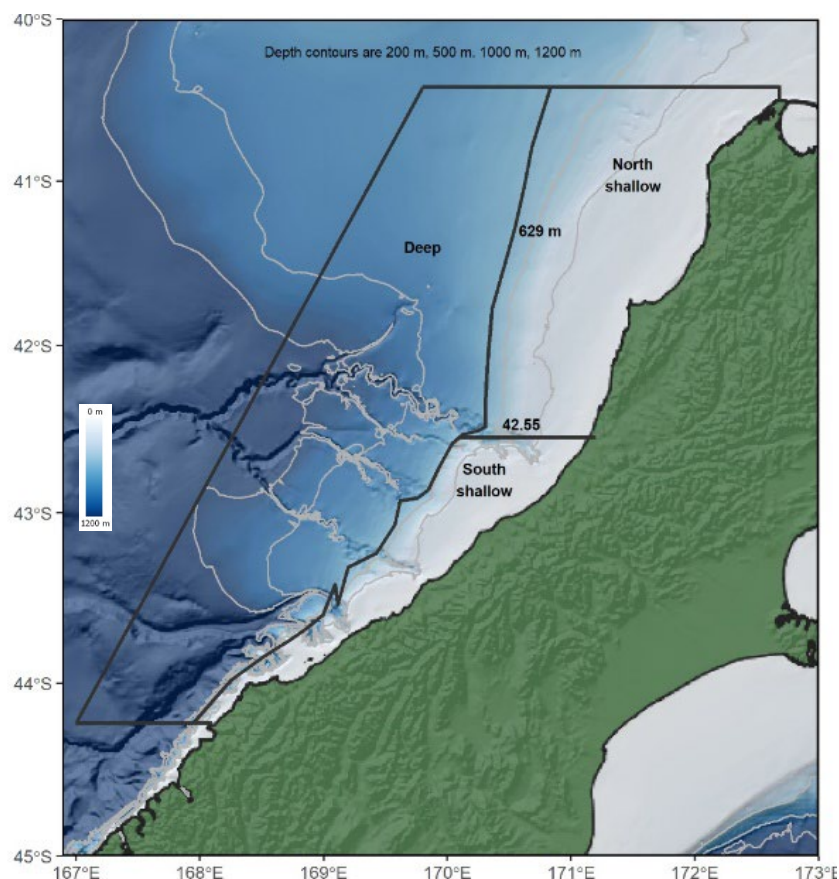 40°S
Depth contours are 200 m, 500 m. 1000 m, 1200 m
41°S
North
shallow
629 m
Deep
42°S
0 m
42.55
South
shallow
43°S
1200 m
44°S
45°S
167°E 168°E 169°E 170°E 171°E 172°E 173°E